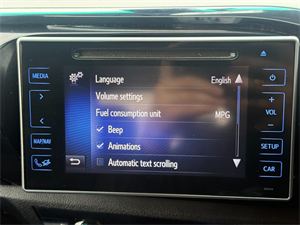 MEDIA
Language English
Volume settings
Fuel consumption unit MPG
Beep
Animations
Automatic text scrolling
MAP/NAV
+
VOL
-
SETUP
CAR